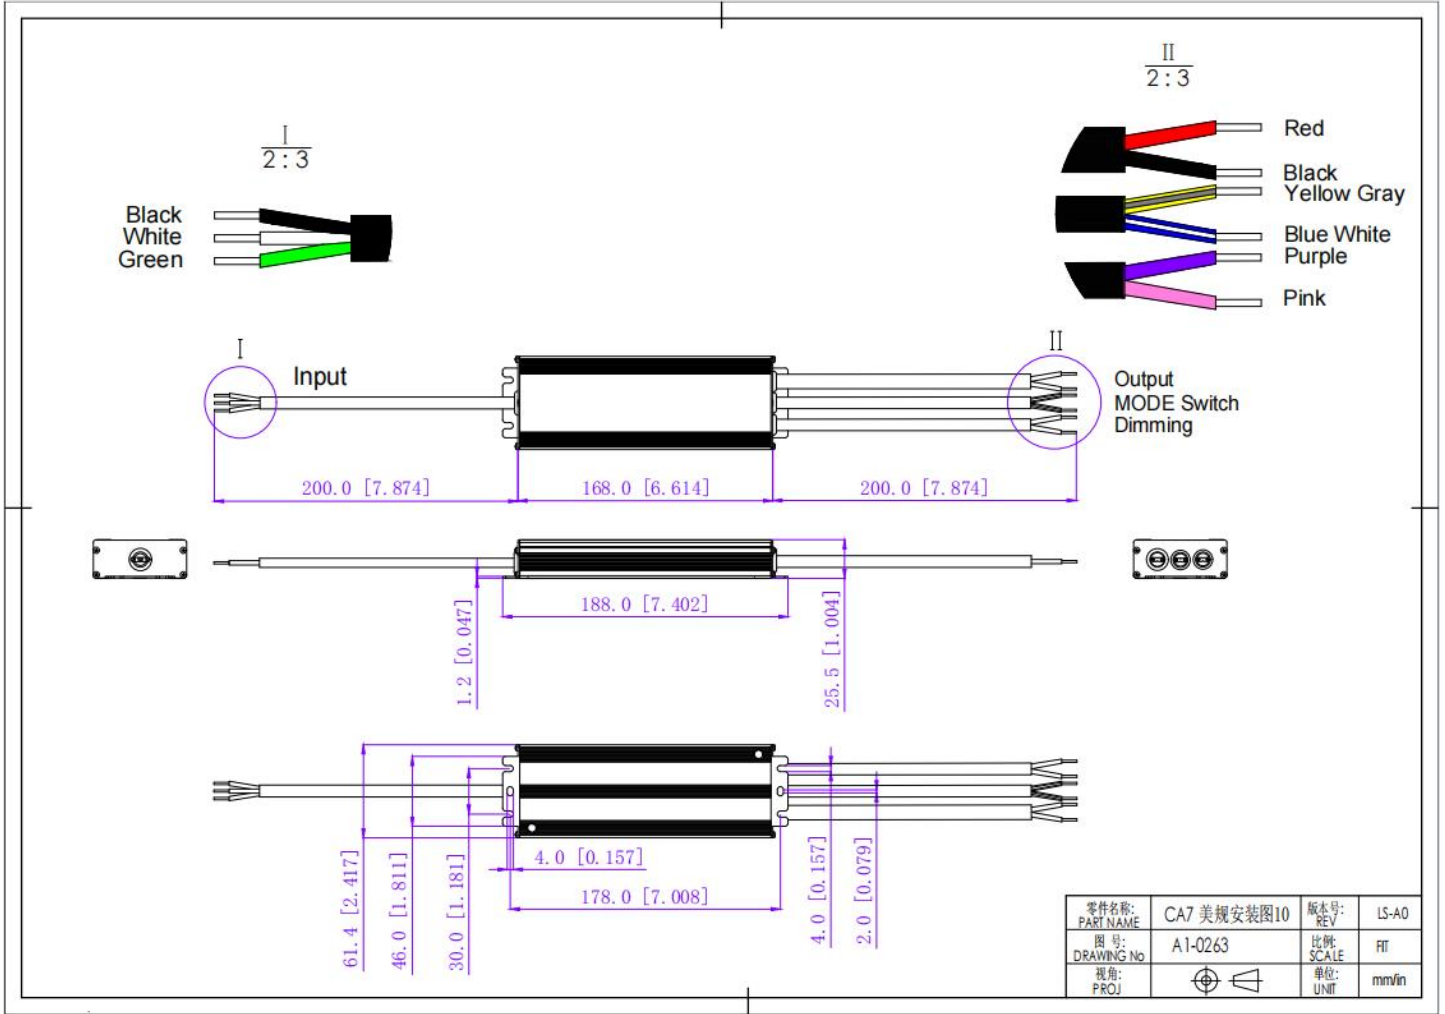 I
2:3
II
2:3
Black
White
Green
Red
Black
Yellow Gray
Blue White
Purple
Pink
I
Input
II
Output
MODE Switch
Dimming
200.0 [7.874]
168.0 [6.614]
200.0 [7.874]
188.0 [7.402]
1.2 [0.047]
25.5 [1.004]
61.4 [2.417]
46.0 [1.811]
30.0 [1.181]
4.0 [0.157]
178.0 [7.008]
4.0 [0.157]
2.0 [0.079]
零件名称:
PART NAME
CA7 美规安装图10
版本号:
REV
LS-A0
图 号:
DRAWING No
A1-0263
比例:
SCALE
FIT
视角:
PROJ
单位:
UNIT
mm/in